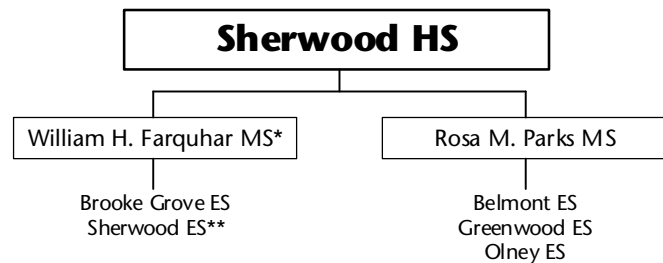 Sherwood HS
William H. Farquhar MS*
Rosa M. Parks MS
Brooke Grove ES
Sherwood ES**
Belmont ES
Greenwood ES
Olney ES